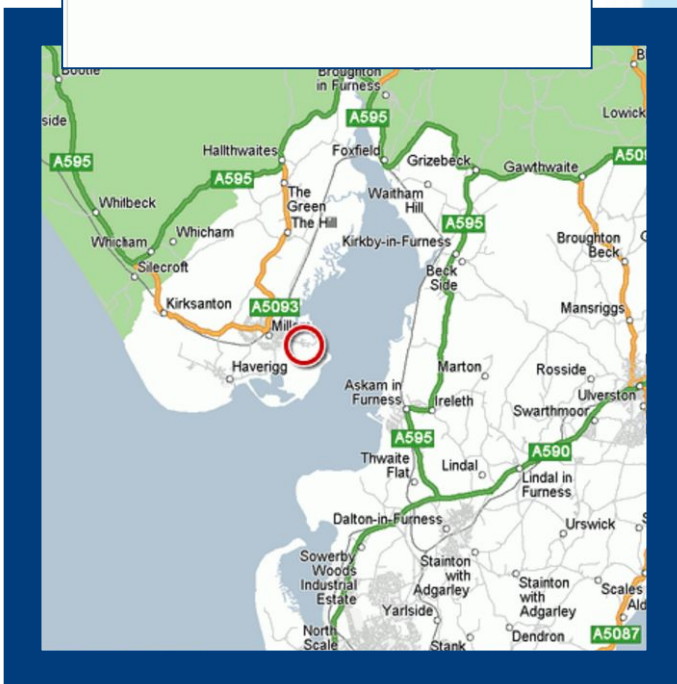 Bootle
Broughton
in Furness
Lowick
side
A595
Hallthwaites
Foxfield
Grizebeck
Gawthwaite
A595
A595
The
Green
Waitham
Hill
Whilbeck
The Hill
A595
Whicham
Whicham
Kirkby-in-Furness
Broughton
Beck
Silecroft
Beck
Side
Kirksanton
A5093
Mansriggs
Haverigg
Marton
Rosside
Askam in
Furness
Ireleth
Ulverston
Swarthmoor
A595
A590
Thwaite
Flat
Lindal
Lindal in
Furness
Dalton-in-Furness
Urswick
Sowerby
Woods
Industrial
Estate
Stainton
with
Adgarley
Stainton
with
Adgarley
Scales
Yarlside
North
Scale
Stank
Dendron
A5087